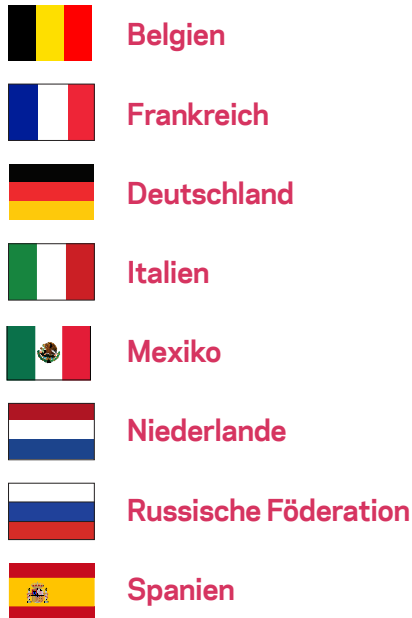 Belgien
Frankreich
Deutschland
Italien
Mexiko
Niederlande
Russische Föderation
Spanien